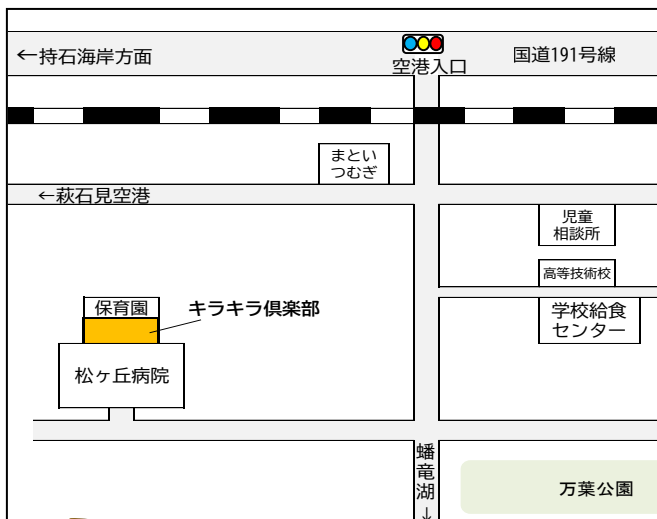 ←持石海岸方面
国道191号線
空港入口
まとい
つむぎ
←萩石見空港
児童
相談所
高等技術校
保育園
キラキラ倶楽部
学校給食
センター
松ヶ丘病院
蟠竜湖↓
万葉公園